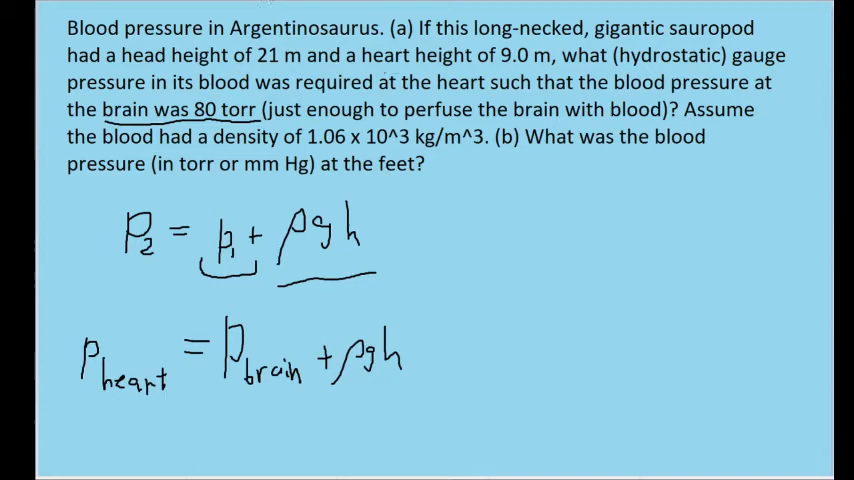 Blood pressure in Argentinosaurus. (a) If this long-necked, gigantic sauropod
had a head height of 21 m and a heart height of 9.0 m, what (hydrostatic) gauge
pressure in its blood was required at the heart such that the blood pressure at
the brain was 80 torr (just enough to perfuse the brain with blood)? Assume
the blood had a density of 1.06 x 10^3 kg/m^3. (b) What was the blood
pressure (in torr or mm Hg) at the feet?
p₂ = p₁ + ρgh
p heart = p brain + ρgh